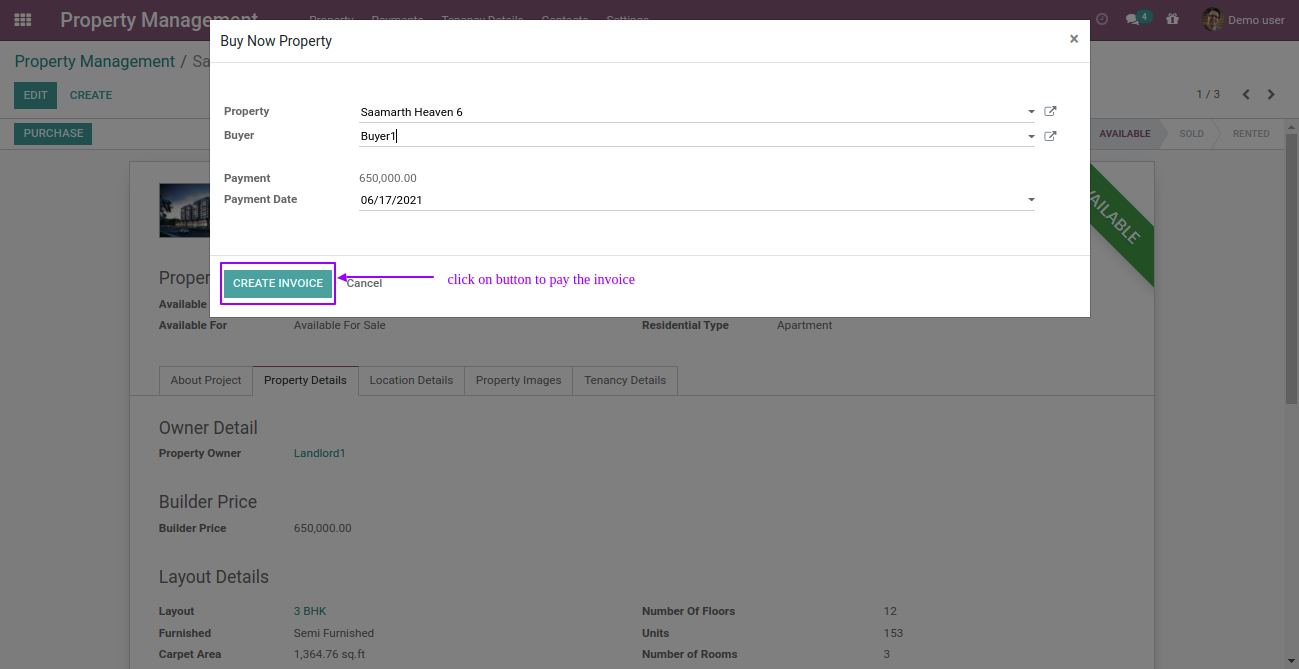 Property Management
Property Payments Tenancy Details Contacts Settings
4
Demo user
Buy Now Property
×
Property Management / Sa
EDIT
CREATE
1 / 3
Property
Saamarth Heaven 6
Buyer
Buyer1
PURCHASE
AVAILABLE
SOLD
RENTED
Payment
650,000.00
Payment Date
06/17/2021
AILABLE
CREATE INVOICE
Cancel
click on button to pay the invoice
Proper
Available
Available For
Available For Sale
Residential Type
Apartment
About Project
Property Details
Location Details
Property Images
Tenancy Details
Owner Detail
Property Owner
Landlord1
Builder Price
Builder Price
650,000.00
Layout Details
Layout
3 BHK
Number Of Floors
12
Furnished
Semi Furnished
Units
153
Carpet Area
1,364.76 sq.ft
Number of Rooms
3